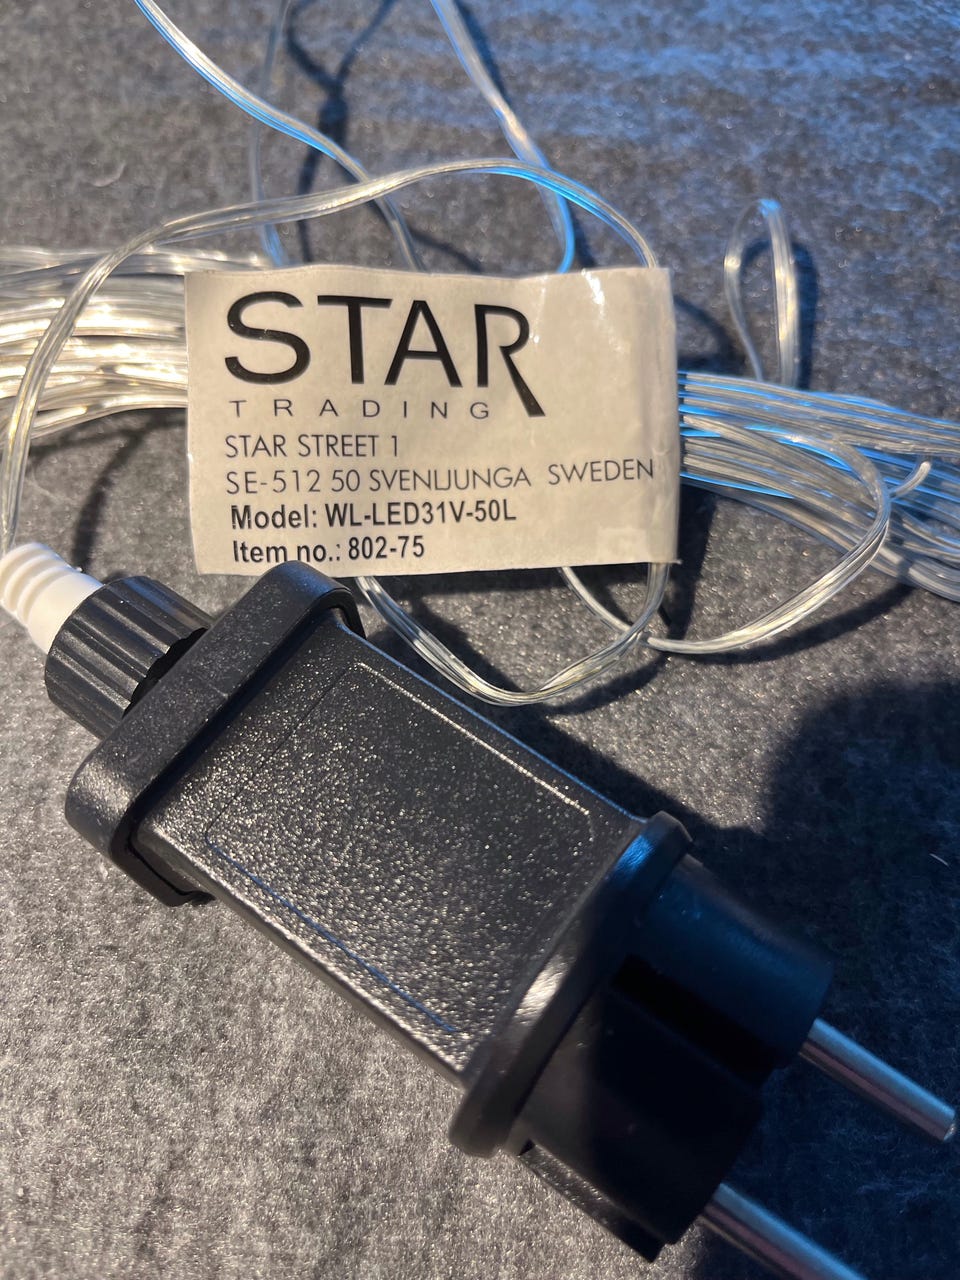 STAR
TRADING
STAR STREET 1
SE-512 50 SVENLJUNGA SWEDEN
Model: WL-LED31V-50L
Item no.: 802-75